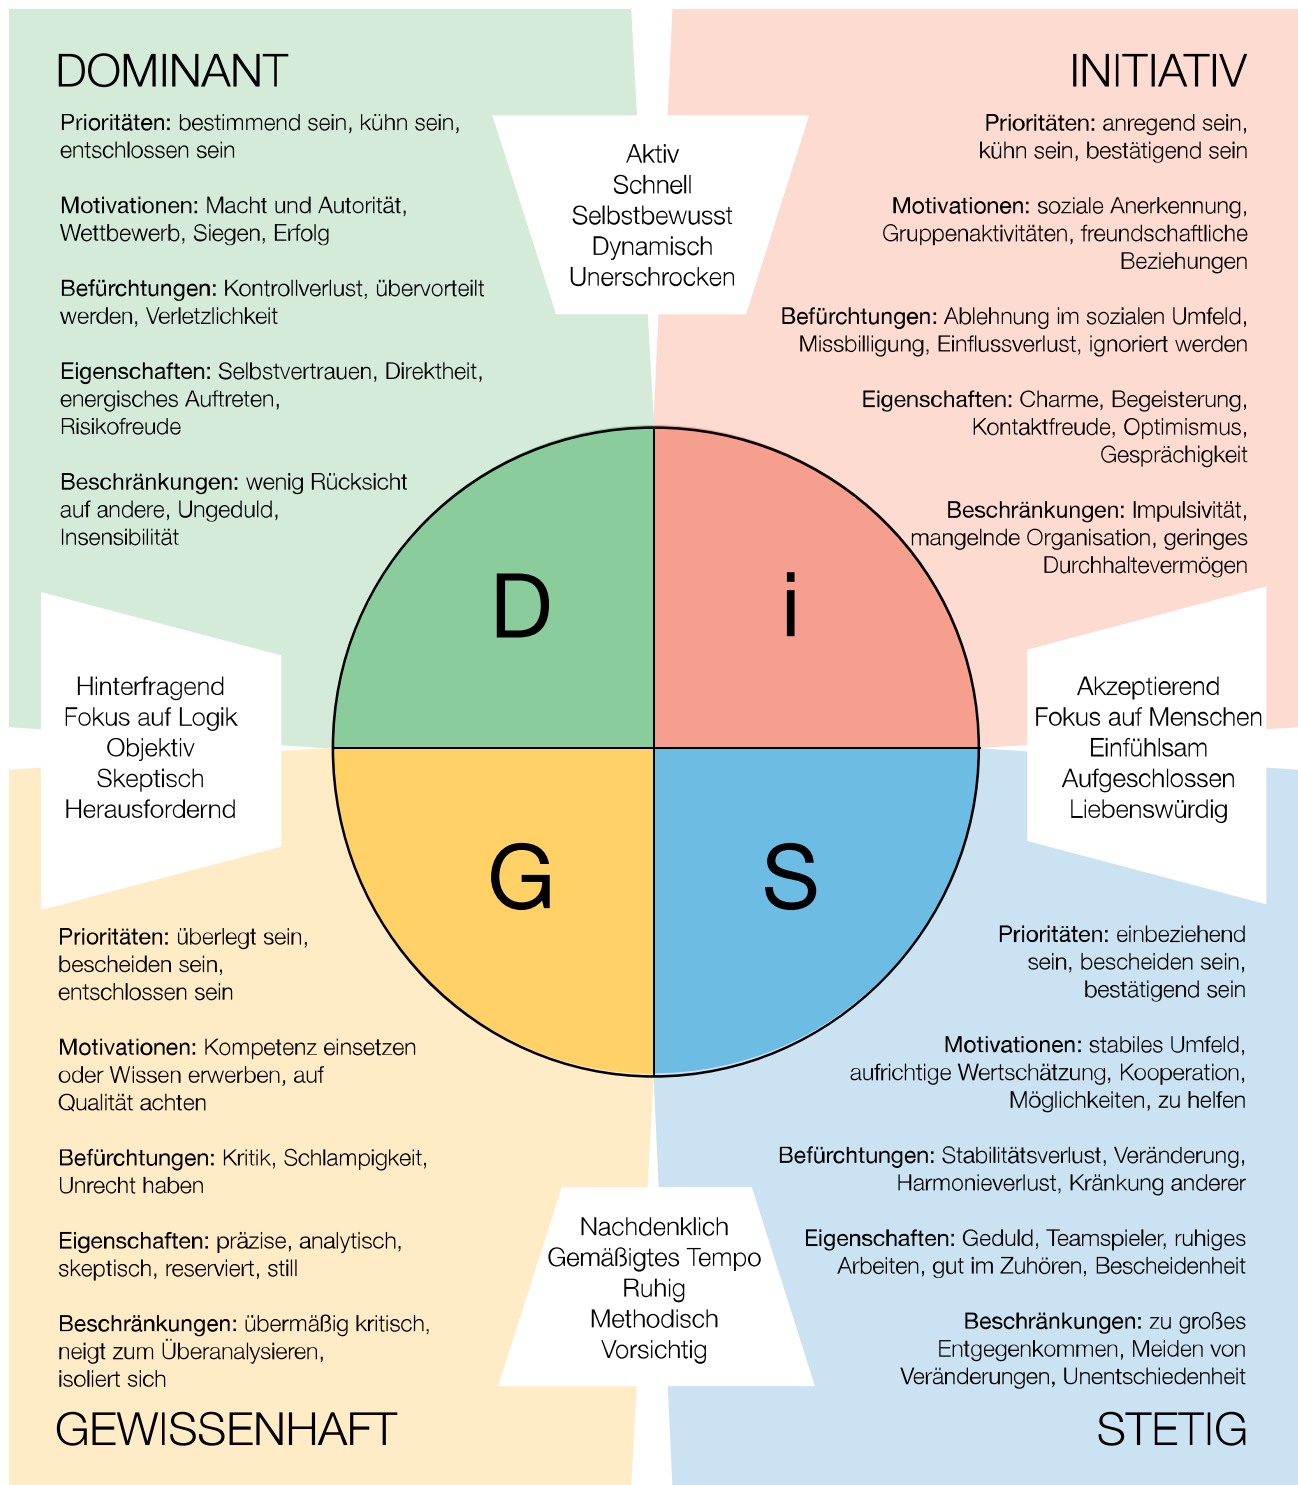 DOMINANT
Prioritäten: bestimmend sein, kühn sein,
entschlossen sein
Motivationen: Macht und Autorität,
Wettbewerb, Siegen, Erfolg
Befürchtungen: Kontrollverlust, übervorteilt
werden, Verletzlichkeit
Eigenschaften: Selbstvertrauen, Direktheit,
energisches Auftreten,
Risikofreude
Beschränkungen: wenig Rücksicht
auf andere, Ungeduld,
Insensibilität
Aktiv
Schnell
Selbstbewusst
Dynamisch
Unerschrocken
INITIATIV
Prioritäten: anregend sein,
kühn sein, bestätigend sein
Motivationen: soziale Anerkennung,
Gruppenaktivitäten, freundschaftliche
Beziehungen
Befürchtungen: Ablehnung im sozialen Umfeld,
Missbilligung, Einflussverlust, ignoriert werden
Eigenschaften: Charme, Begeisterung,
Kontaktfreude, Optimismus,
Gesprächigkeit
Beschränkungen: Impulsivität,
mangelnde Organisation, geringes
Durchhaltevermögen
D
i
Hinterfragend
Fokus auf Logik
Objektiv
Skeptisch
Herausfordernd
Akzeptierend
Fokus auf Menschen
Einfühlsam
Aufgeschlossen
Liebenswürdig
G
S
Prioritäten: überlegt sein,
bescheiden sein,
entschlossen sein
Motivationen: Kompetenz einsetzen
oder Wissen erwerben, auf
Qualität achten
Befürchtungen: Kritik, Schlampigkeit,
Unrecht haben
Eigenschaften: präzise, analytisch,
skeptisch, reserviert, still
Beschränkungen: übermäßig kritisch,
neigt zum Überanalysieren,
isoliert sich
GEWISSENHAFT
Nachdenklich
Gemäßigtes Tempo
Ruhig
Methodisch
Vorsichtig
Prioritäten: einbeziehend
sein, bescheiden sein,
bestätigend sein
Motivationen: stabiles Umfeld,
aufrichtige Wertschätzung, Kooperation,
Möglichkeiten, zu helfen
Befürchtungen: Stabilitätsverlust, Veränderung,
Harmonieverlust, Kränkung anderer
Eigenschaften: Geduld, Teamspieler, ruhiges
Arbeiten, gut im Zuhören, Bescheidenheit
Beschränkungen: zu großes
Entgegenkommen, Meiden von
Veränderungen, Unentschiedenheit
STETIG